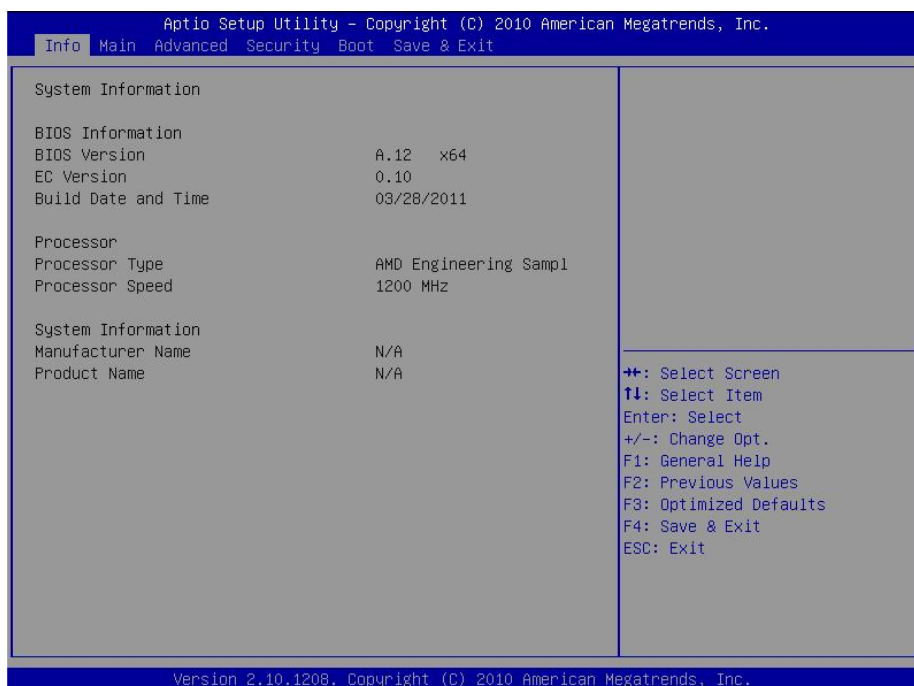 Aptio Setup Utility – Copyright (C) 2010 American Megatrends, Inc.
Info Main Advanced Security Boot Save & Exit
System Information
BIOS Information
BIOS Version A.12 x64
EC Version 0.10
Build Date and Time 03/28/2011
Processor
Processor Type AMD Engineering Sampl
Processor Speed 1200 MHz
System Information
Manufacturer Name N/A
Product Name N/A
→←: Select Screen
↑↓: Select Item
Enter: Select
+/-: Change Opt.
F1: General Help
F2: Previous Values
F3: Optimized Defaults
F4: Save & Exit
ESC: Exit
Version 2.10.1208. Copyright (C) 2010 American Megatrends, Inc.